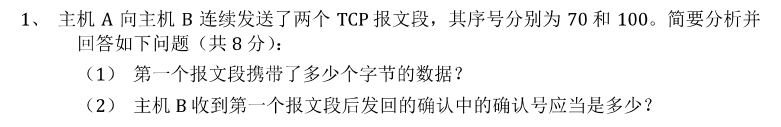 1、 主机 A 向主机 B 连续发送了两个 TCP 报文段，其序号分别为 70 和 100。简要分析并
回答如下问题（共 8 分）：
（1） 第一个报文段携带了多少个字节的数据？
（2） 主机 B 收到第一个报文段后发回的确认中的确认号应当是多少？